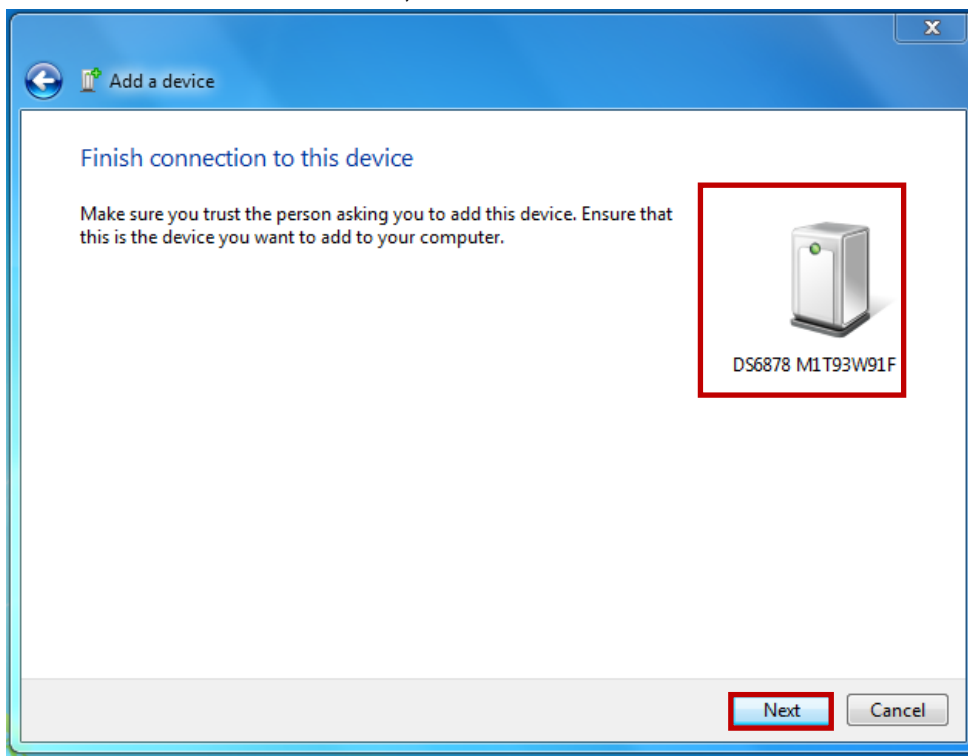 Add a device
Finish connection to this device
Make sure you trust the person asking you to add this device. Ensure that
this is the device you want to add to your computer.
DS6878 M1T93W91F
Next
Cancel